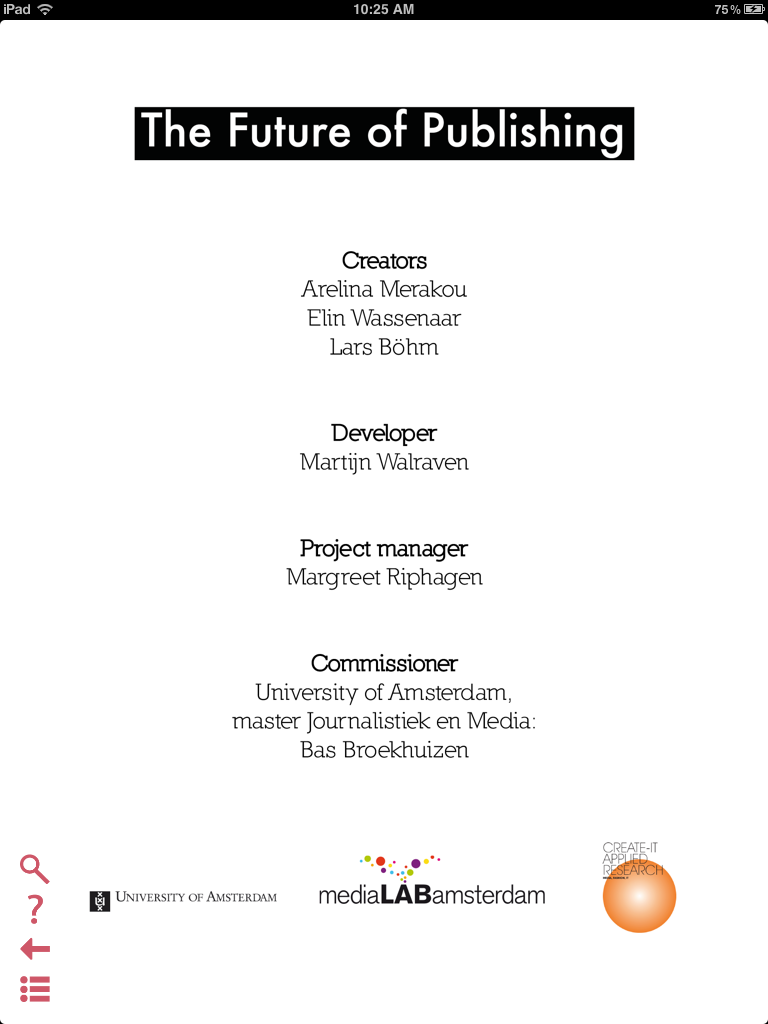 iPad
10:25 AM
75%
The Future of Publishing
Creators
Arelina Merakou
Elin Wassenaar
Lars Böhm
Developer
Martijn Walraven
Project manager
Margreet Riphagen
Commissioner
University of Amsterdam,
master Journalistiek en Media:
Bas Broekhuizen
CREATE-IT
APPLIED
RESEARCH
?
UNIVERSITY OF AMSTERDAM
mediaLABamsterdam